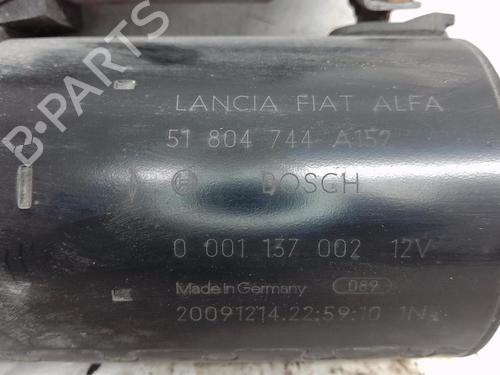 LANCIA FIAT ALFA
51 804 744 A152
BOSCH
0 001 137 002 12V
Made in Germany 089
20091214.22:59:10
B-PARTS